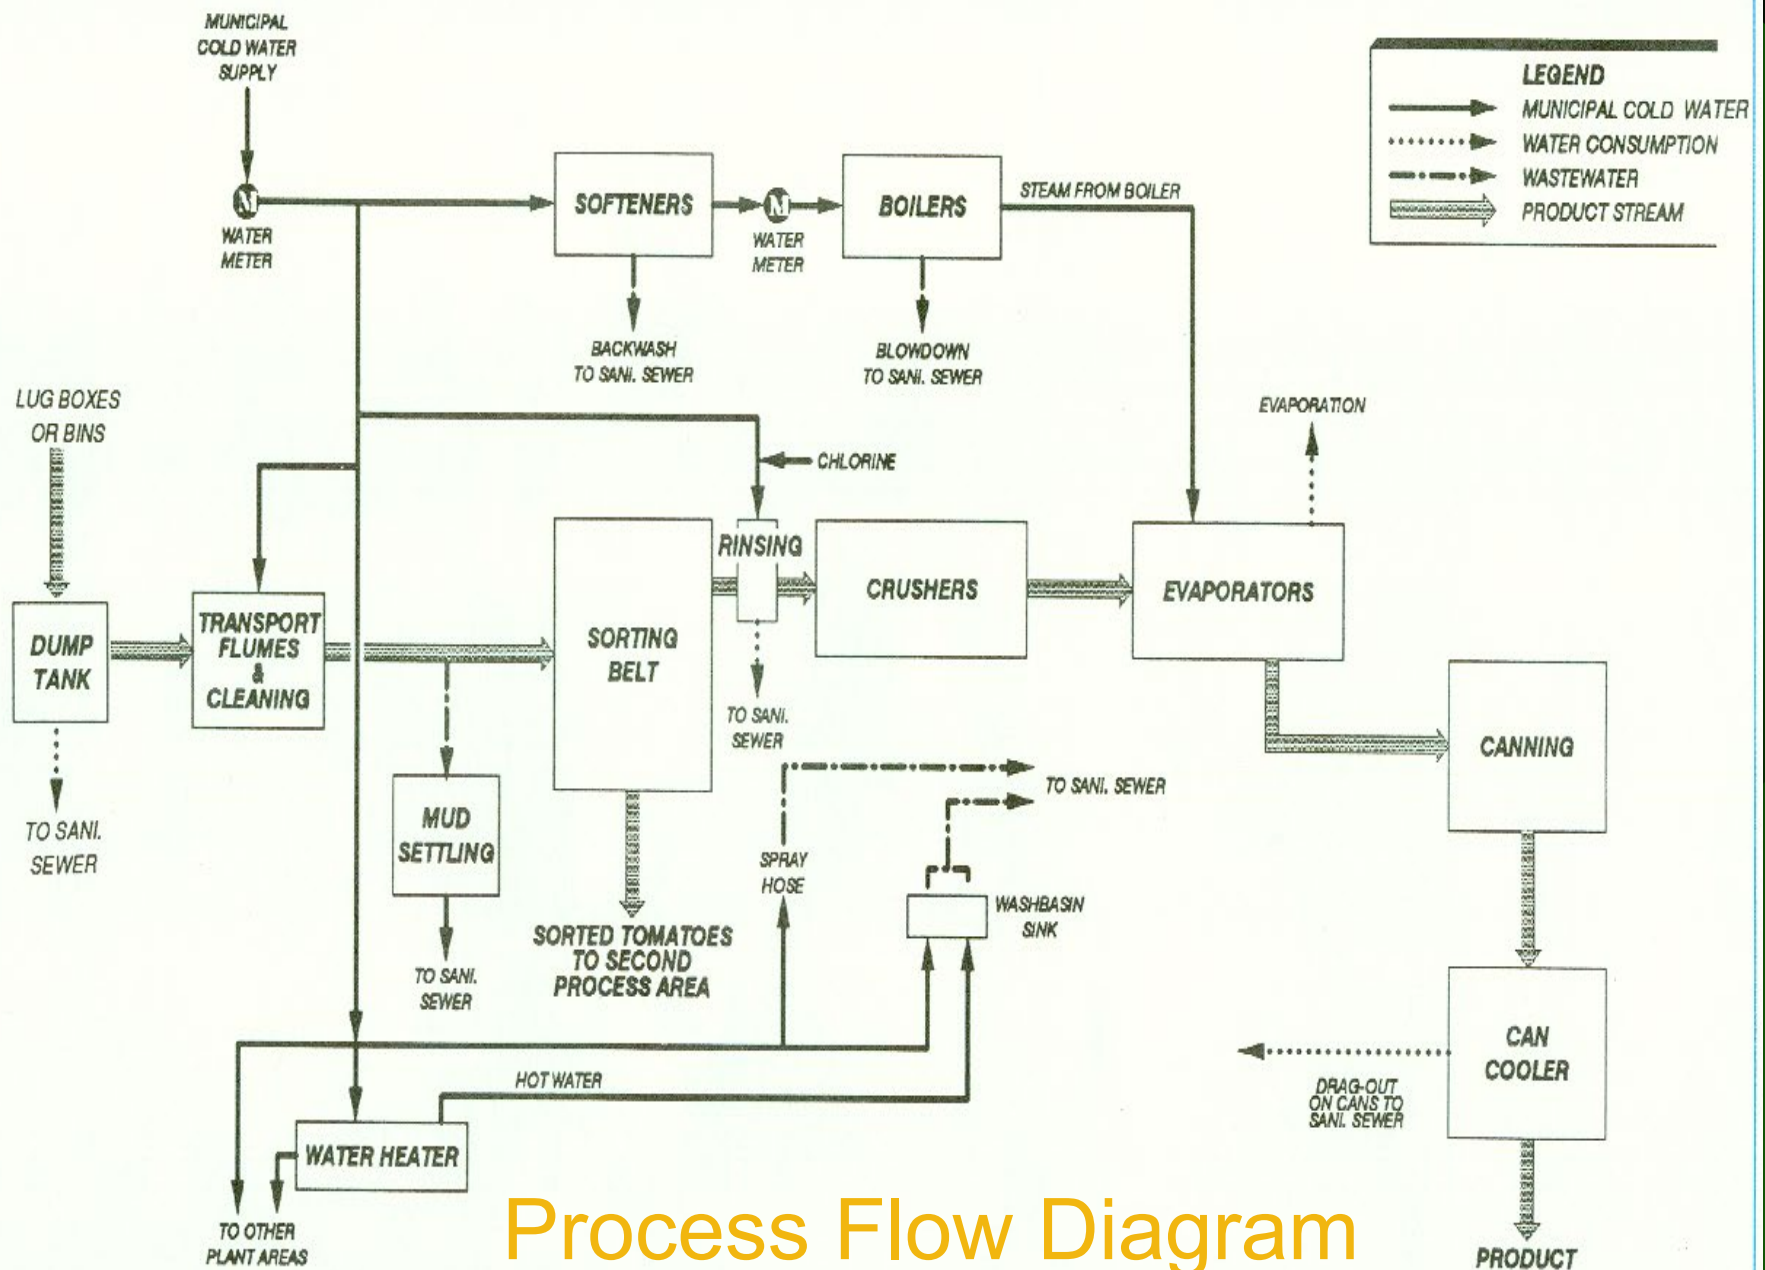 MUNICIPAL
COLD WATER
SUPPLY
LEGEND
MUNICIPAL COLD WATER
WATER CONSUMPTION
WASTEWATER
PRODUCT STREAM
M
WATER
METER
SOFTENERS
M
WATER
METER
BOILERS
STEAM FROM BOILER
BACKWASH
TO SANI. SEWER
BLOWDOWN
TO SANI. SEWER
LUG BOXES
OR BINS
EVAPORATION
CHLORINE
DUMP
TANK
TRANSPORT
FLUMES
&
CLEANING
SORTING
BELT
RINSING
CRUSHERS
EVAPORATORS
TO SANI.
SEWER
TO SANI.
SEWER
CANNING
MUD
SETTLING
TO SANI. SEWER
SPRAY
HOSE
WASHBASIN
SINK
SORTED TOMATOES
TO SECOND
PROCESS AREA
TO SANI.
SEWER
CAN
COOLER
DRAG-OUT
ON CANS TO
SANI. SEWER
HOT WATER
WATER HEATER
TO OTHER
PLANT AREAS
PRODUCT
Process Flow Diagram